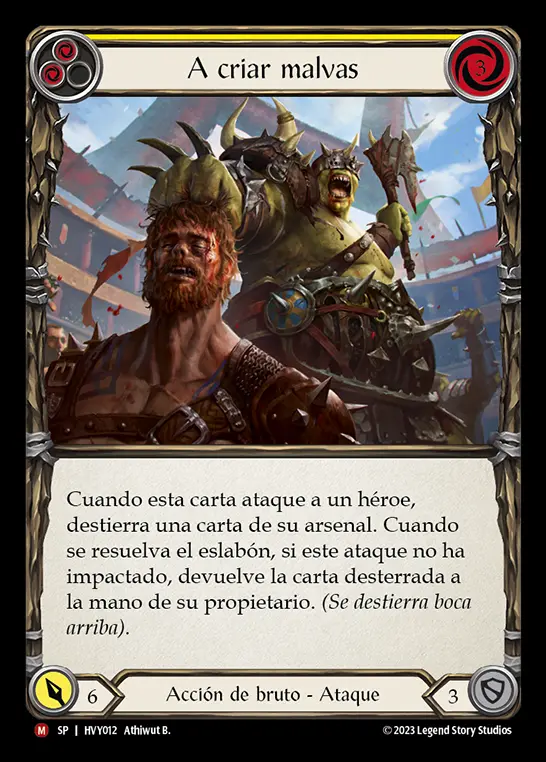 A criar malvas
3
Cuando esta carta ataque a un héroe,
destierra una carta de su arsenal. Cuando
se resuelva el eslabón, si este ataque no ha
impactado, devuelve la carta desterrada a
la mano de su propietario. (Se destierra boca
arriba).
6
Acción de bruto - Ataque
3
M SP | HVY012 Athiwut B.
© 2023 Legend Story Studios